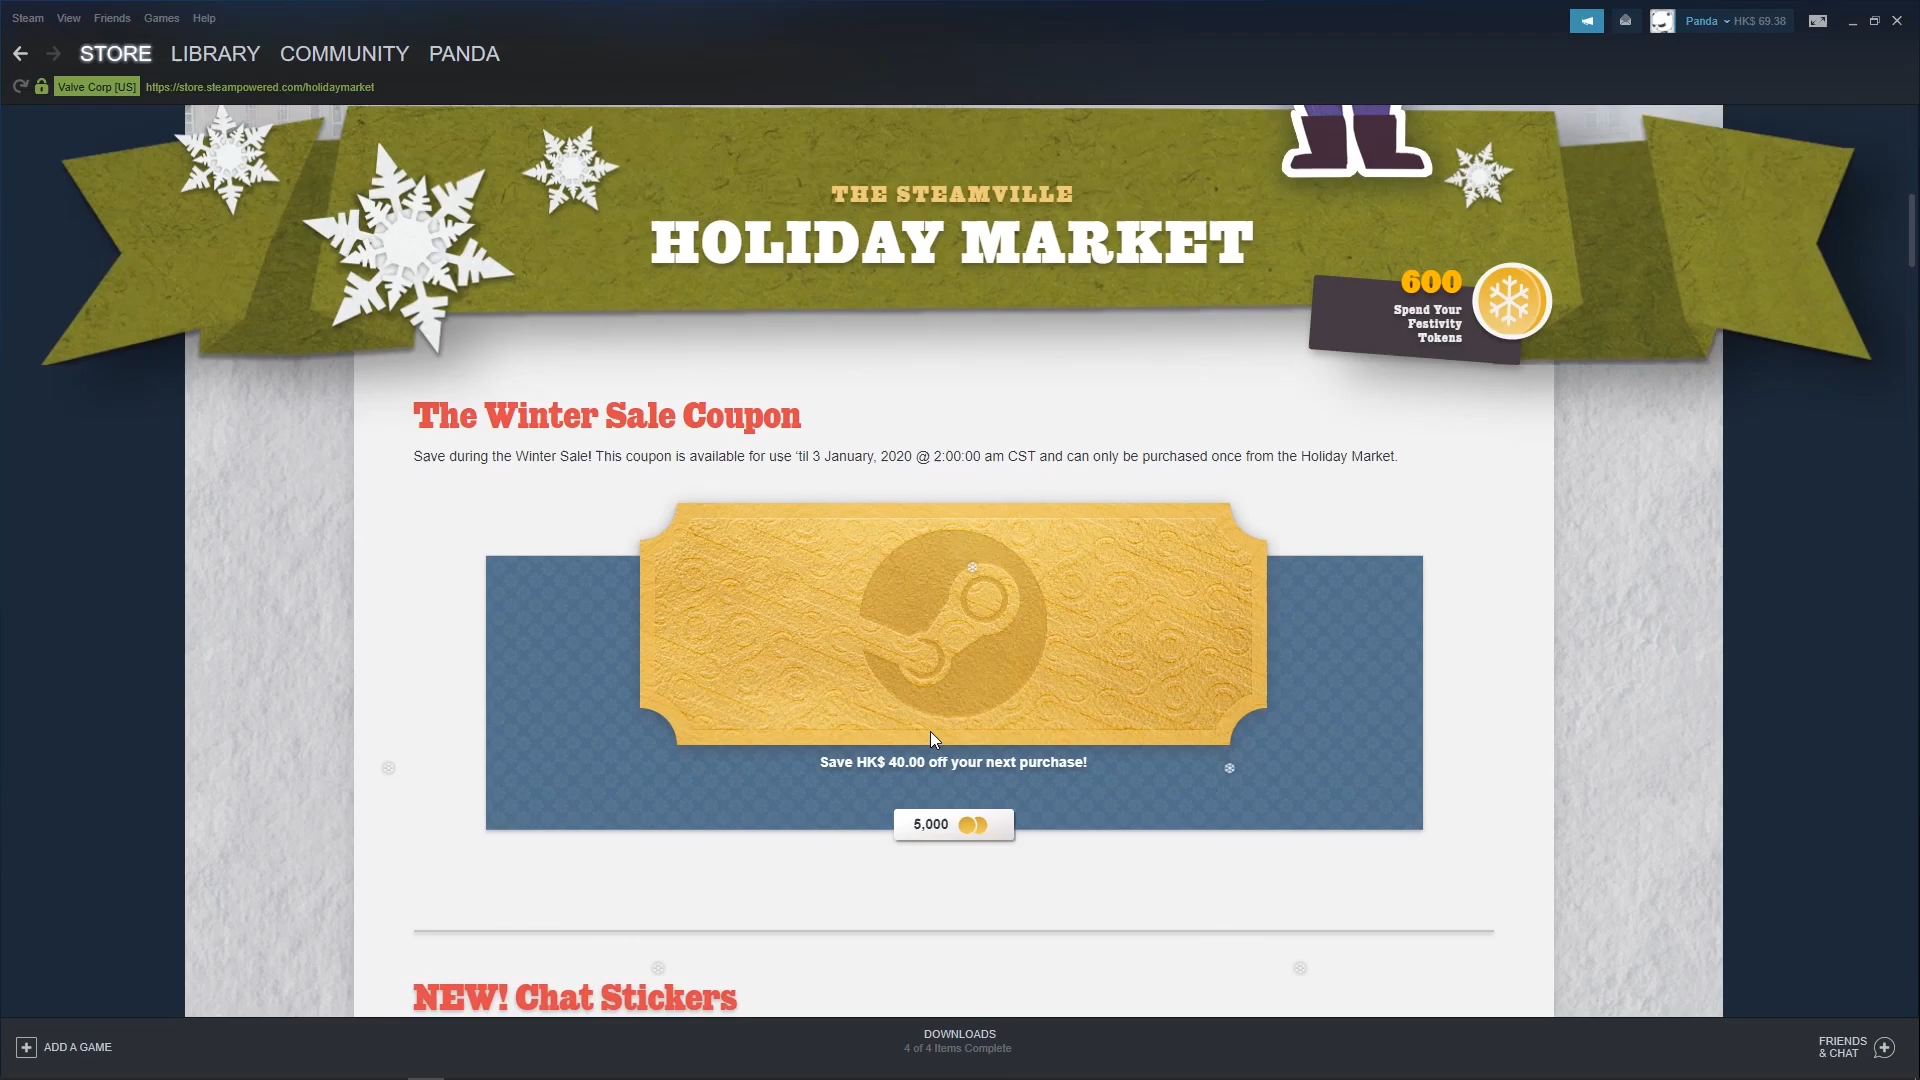 Steam View Friends Games Help
Panda HK$ 69.38
STORE LIBRARY COMMUNITY PANDA
Valve Corp [US] https://store.steampowered.com/holidaymarket
THE STEAMVILLE
HOLIDAY MARKET
600
Spend Your
Festivity
Tokens
The Winter Sale Coupon
Save during the Winter Sale! This coupon is available for use ‘til 3 January, 2020 @ 2:00:00 am CST and can only be purchased once from the Holiday Market.
Save HK$ 40.00 off your next purchase!
5,000
NEW! Chat Stickers
ADD A GAME
DOWNLOADS
4 of 4 Items Complete
FRIENDS
& CHAT